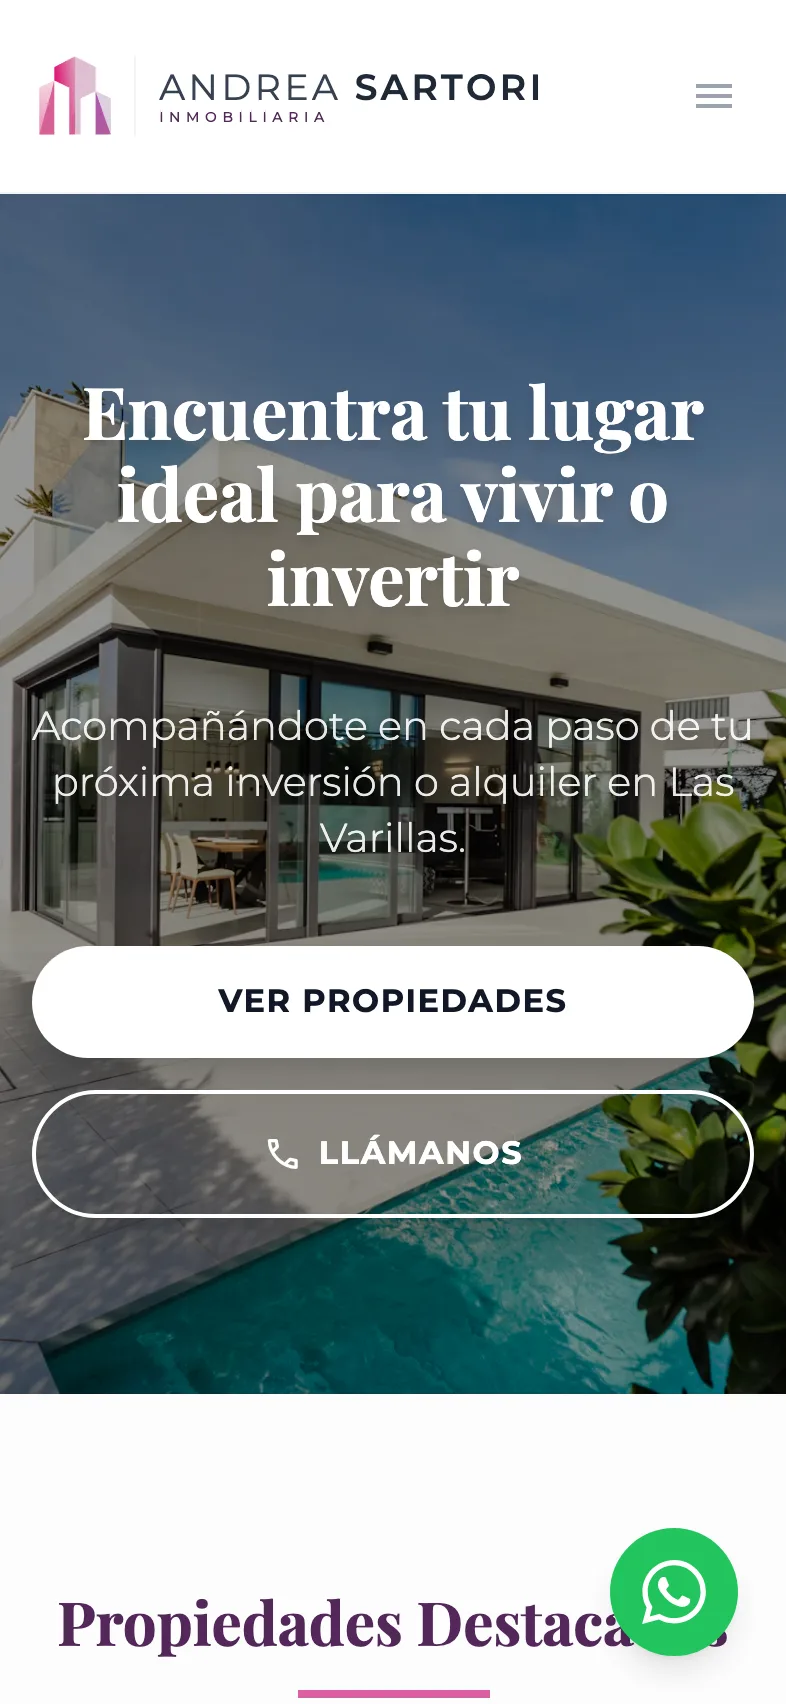 ANDREA SARTORI
INMOBILIARIA
Encuentra tu lugar
ideal para vivir o
invertir
Acompañándote en cada paso de tu
próxima inversión o alquiler en Las
Varillas.
VER PROPIEDADES
LLÁMANOS
Propiedades